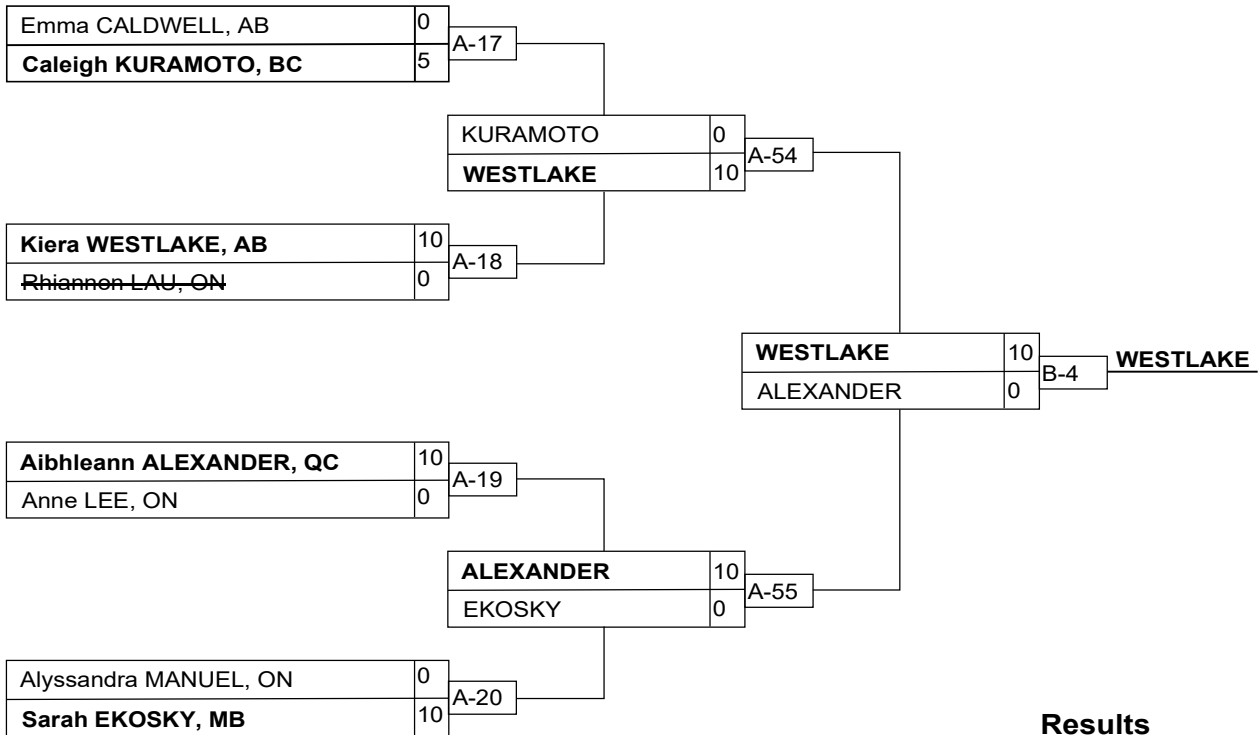 Emma CALDWELL, AB 0
A-17
Caleigh KURAMOTO, BC 5
KURAMOTO 0
A-54
WESTLAKE 10
Kiera WESTLAKE, AB 10
A-18
Rhiannon LAU, ON 0
WESTLAKE 10
B-4 WESTLAKE
ALEXANDER 0
Aibhleann ALEXANDER, QC 10
A-19
Anne LEE, ON 0
ALEXANDER 10
A-55
EKOSKY 0
Alyssandra MANUEL, ON 0
A-20
Sarah EKOSKY, MB 10
Results